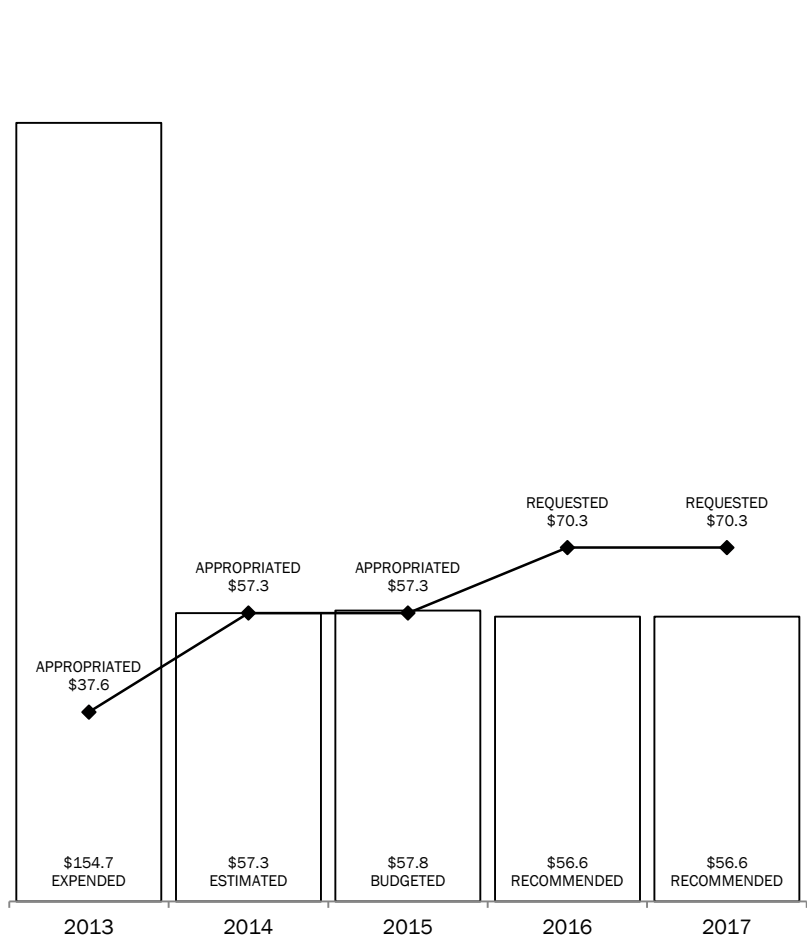 REQUESTED
$70.3
REQUESTED
$70.3
APPROPRIATED
$57.3
APPROPRIATED
$57.3
APPROPRIATED
$37.6
$154.7
EXPENDED
$57.3
ESTIMATED
$57.8
BUDGETED
$56.6
RECOMMENDED
$56.6
RECOMMENDED
2013
2014
2015
2016
2017